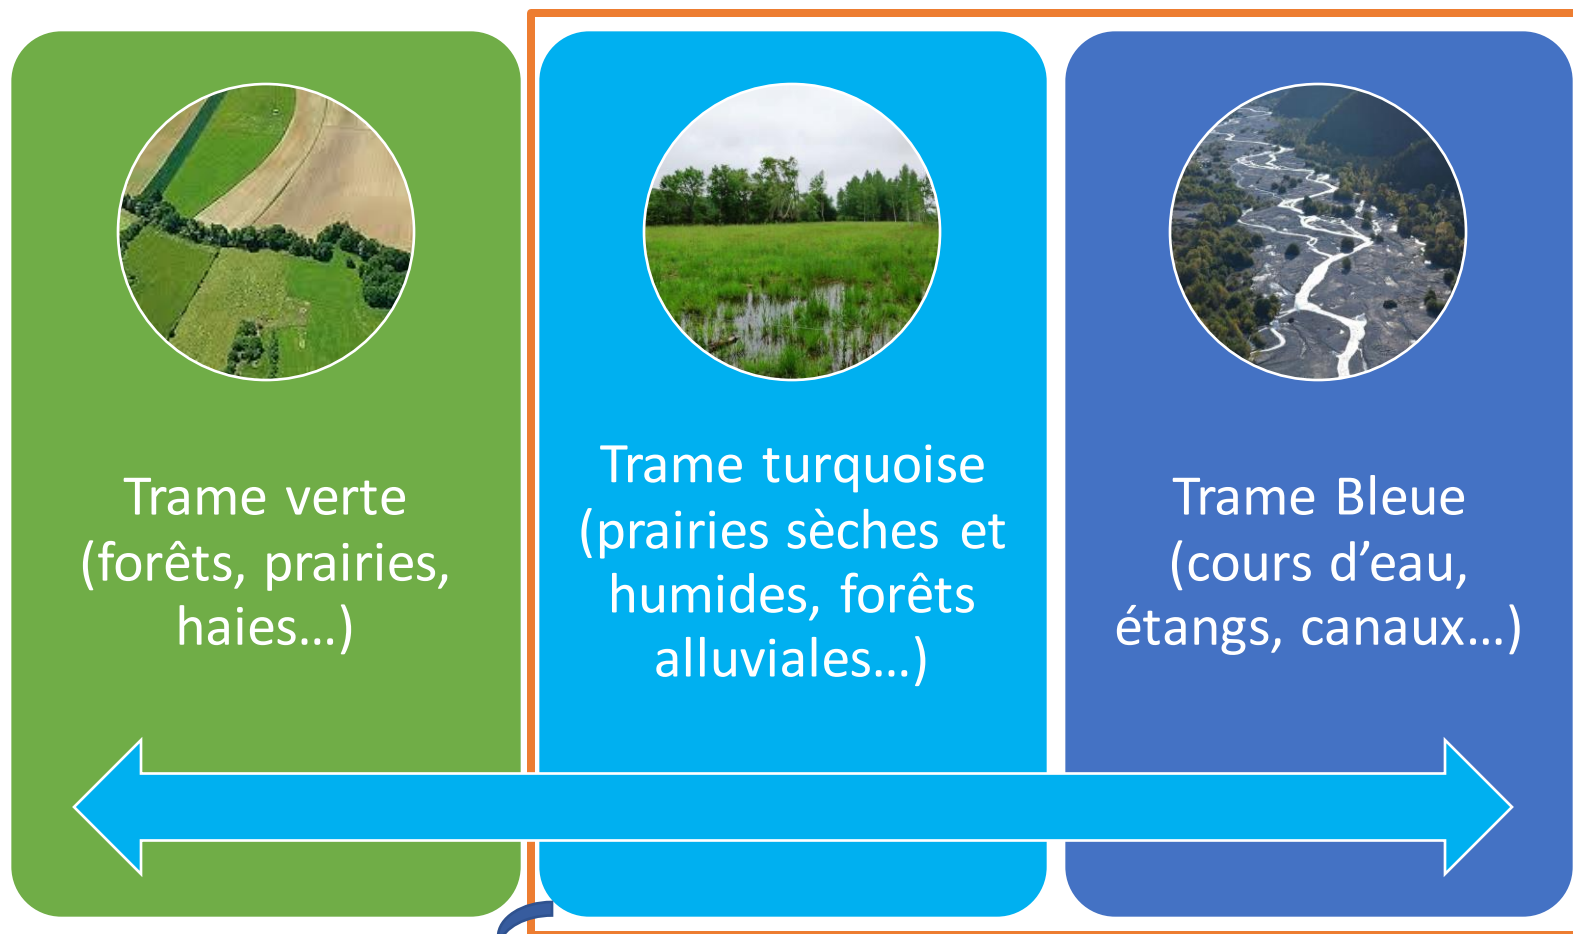 Trame verte
(forêts, prairies,
haies…)
Trame turquoise
(prairies sèches et
humides, forêts
alluviales…)
Trame Bleue
(cours d’eau,
étangs, canaux…)